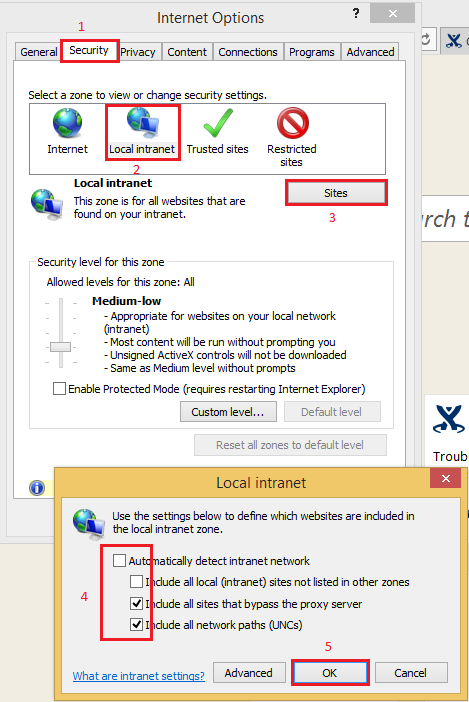 Internet Options
?
1
General Security Privacy Content Connections Programs Advanced
Select a zone to view or change security settings.
Internet Local intranet Trusted sites Restricted
sites
2
Local intranet
This zone is for all websites that are
found on your intranet.
Sites
3
Security level for this zone
Allowed levels for this zone: All
Medium-low
- Appropriate for websites on your local network
(intranet)
- Most content will be run without prompting you
- Unsigned ActiveX controls will not be downloaded
- Same as Medium level without prompts
Enable Protected Mode (requires restarting Internet Explorer)
Custom level... Default level
Reset all zones to default level
rch t
Troub
Local intranet
Use the settings below to define which websites are included in
the local intranet zone.
4
Automatically detect intranet network
Include all local (intranet) sites not listed in other zones
Include all sites that bypass the proxy server
Include all network paths (UNCs)
5
What are intranet settings? Advanced OK Cancel